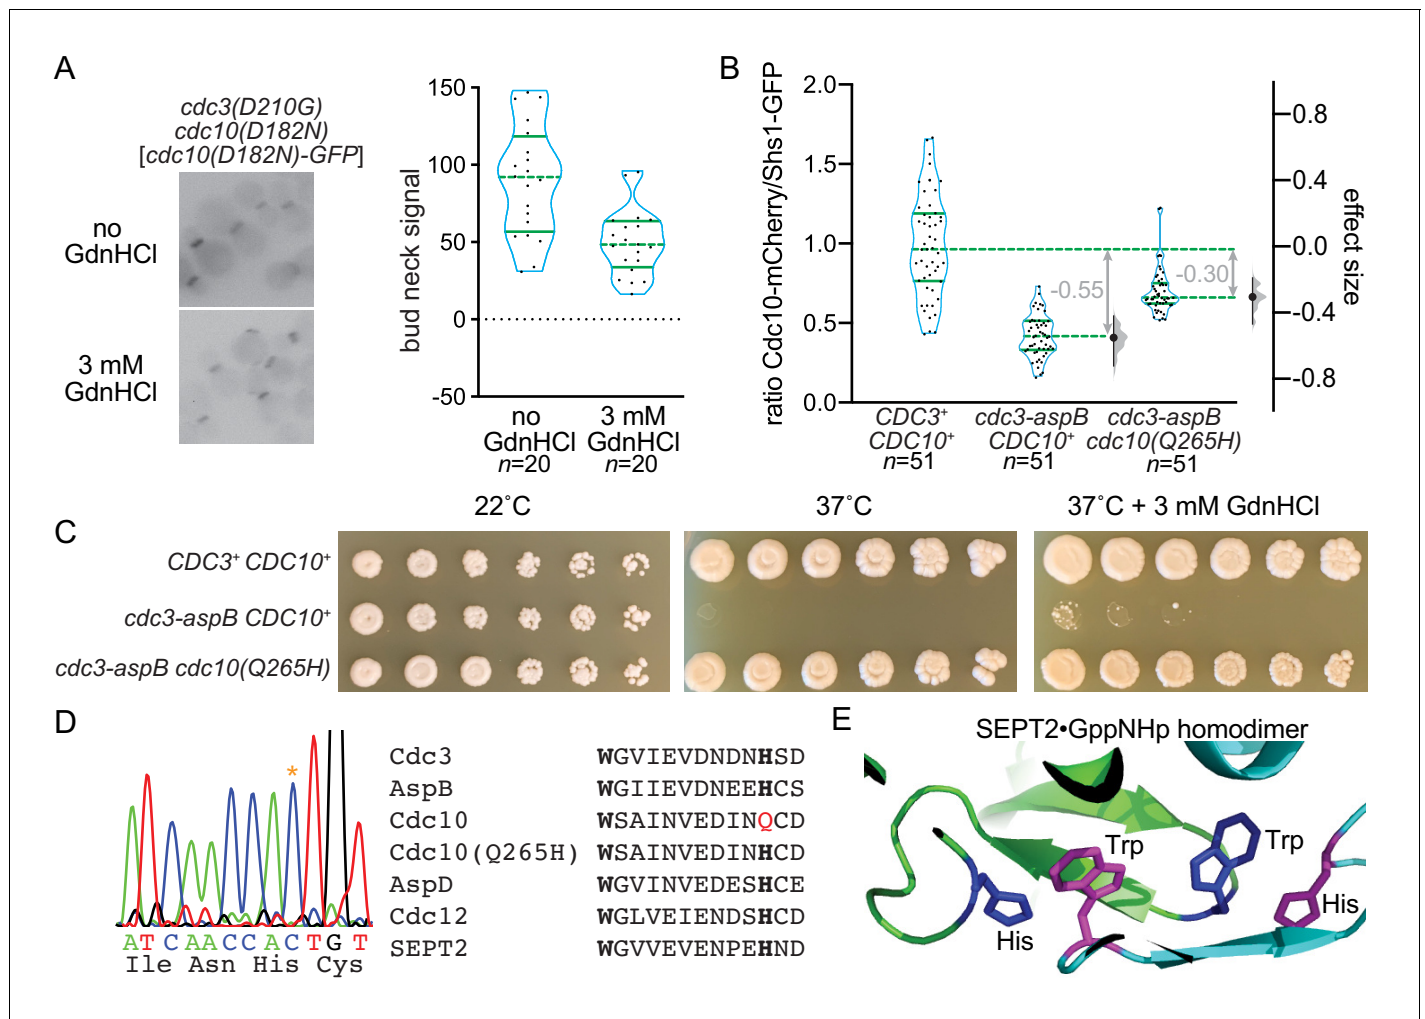 A
cdc3(D210G)
cdc10(D182N)
[cdc10(D182N)-GFP]
no
GdnHCl
3 mM
GdnHCl
bud neck signal
150
100
50
0
-50
no
GdnHCl
n=20
3 mM
GdnHCl
n=20
B
ratio Cdc10-mCherry/Shs1-GFP
2.0
1.5
1.0
0.5
0.0
-0.55
-0.30
0.8
0.4
0.0
-0.4
-0.8
effect size
CDC3+
CDC10+
n=51
cdc3-aspB
CDC10+
n=51
cdc3-aspB
cdc10(Q265H)
n=51
C
22˚C
37˚C
37˚C + 3 mM GdnHCl
CDC3+ CDC10+
cdc3-aspB CDC10+
cdc3-aspB cdc10(Q265H)
D
*
ATCAACCACTGT
Ile Asn His Cys
Cdc3 WGVIEVDNDNHSD
AspB WGIIEVDNEEHCS
Cdc10 WSAINVEDINQCD
Cdc10(Q265H) WSAINVEDINHCD
AspD WGVINVEDESHCE
Cdc12 WGLVEIENDSHCD
SEPT2 WGVVEVENPEHND
E
SEPT2•GppNHp homodimer
Trp
Trp
His
His